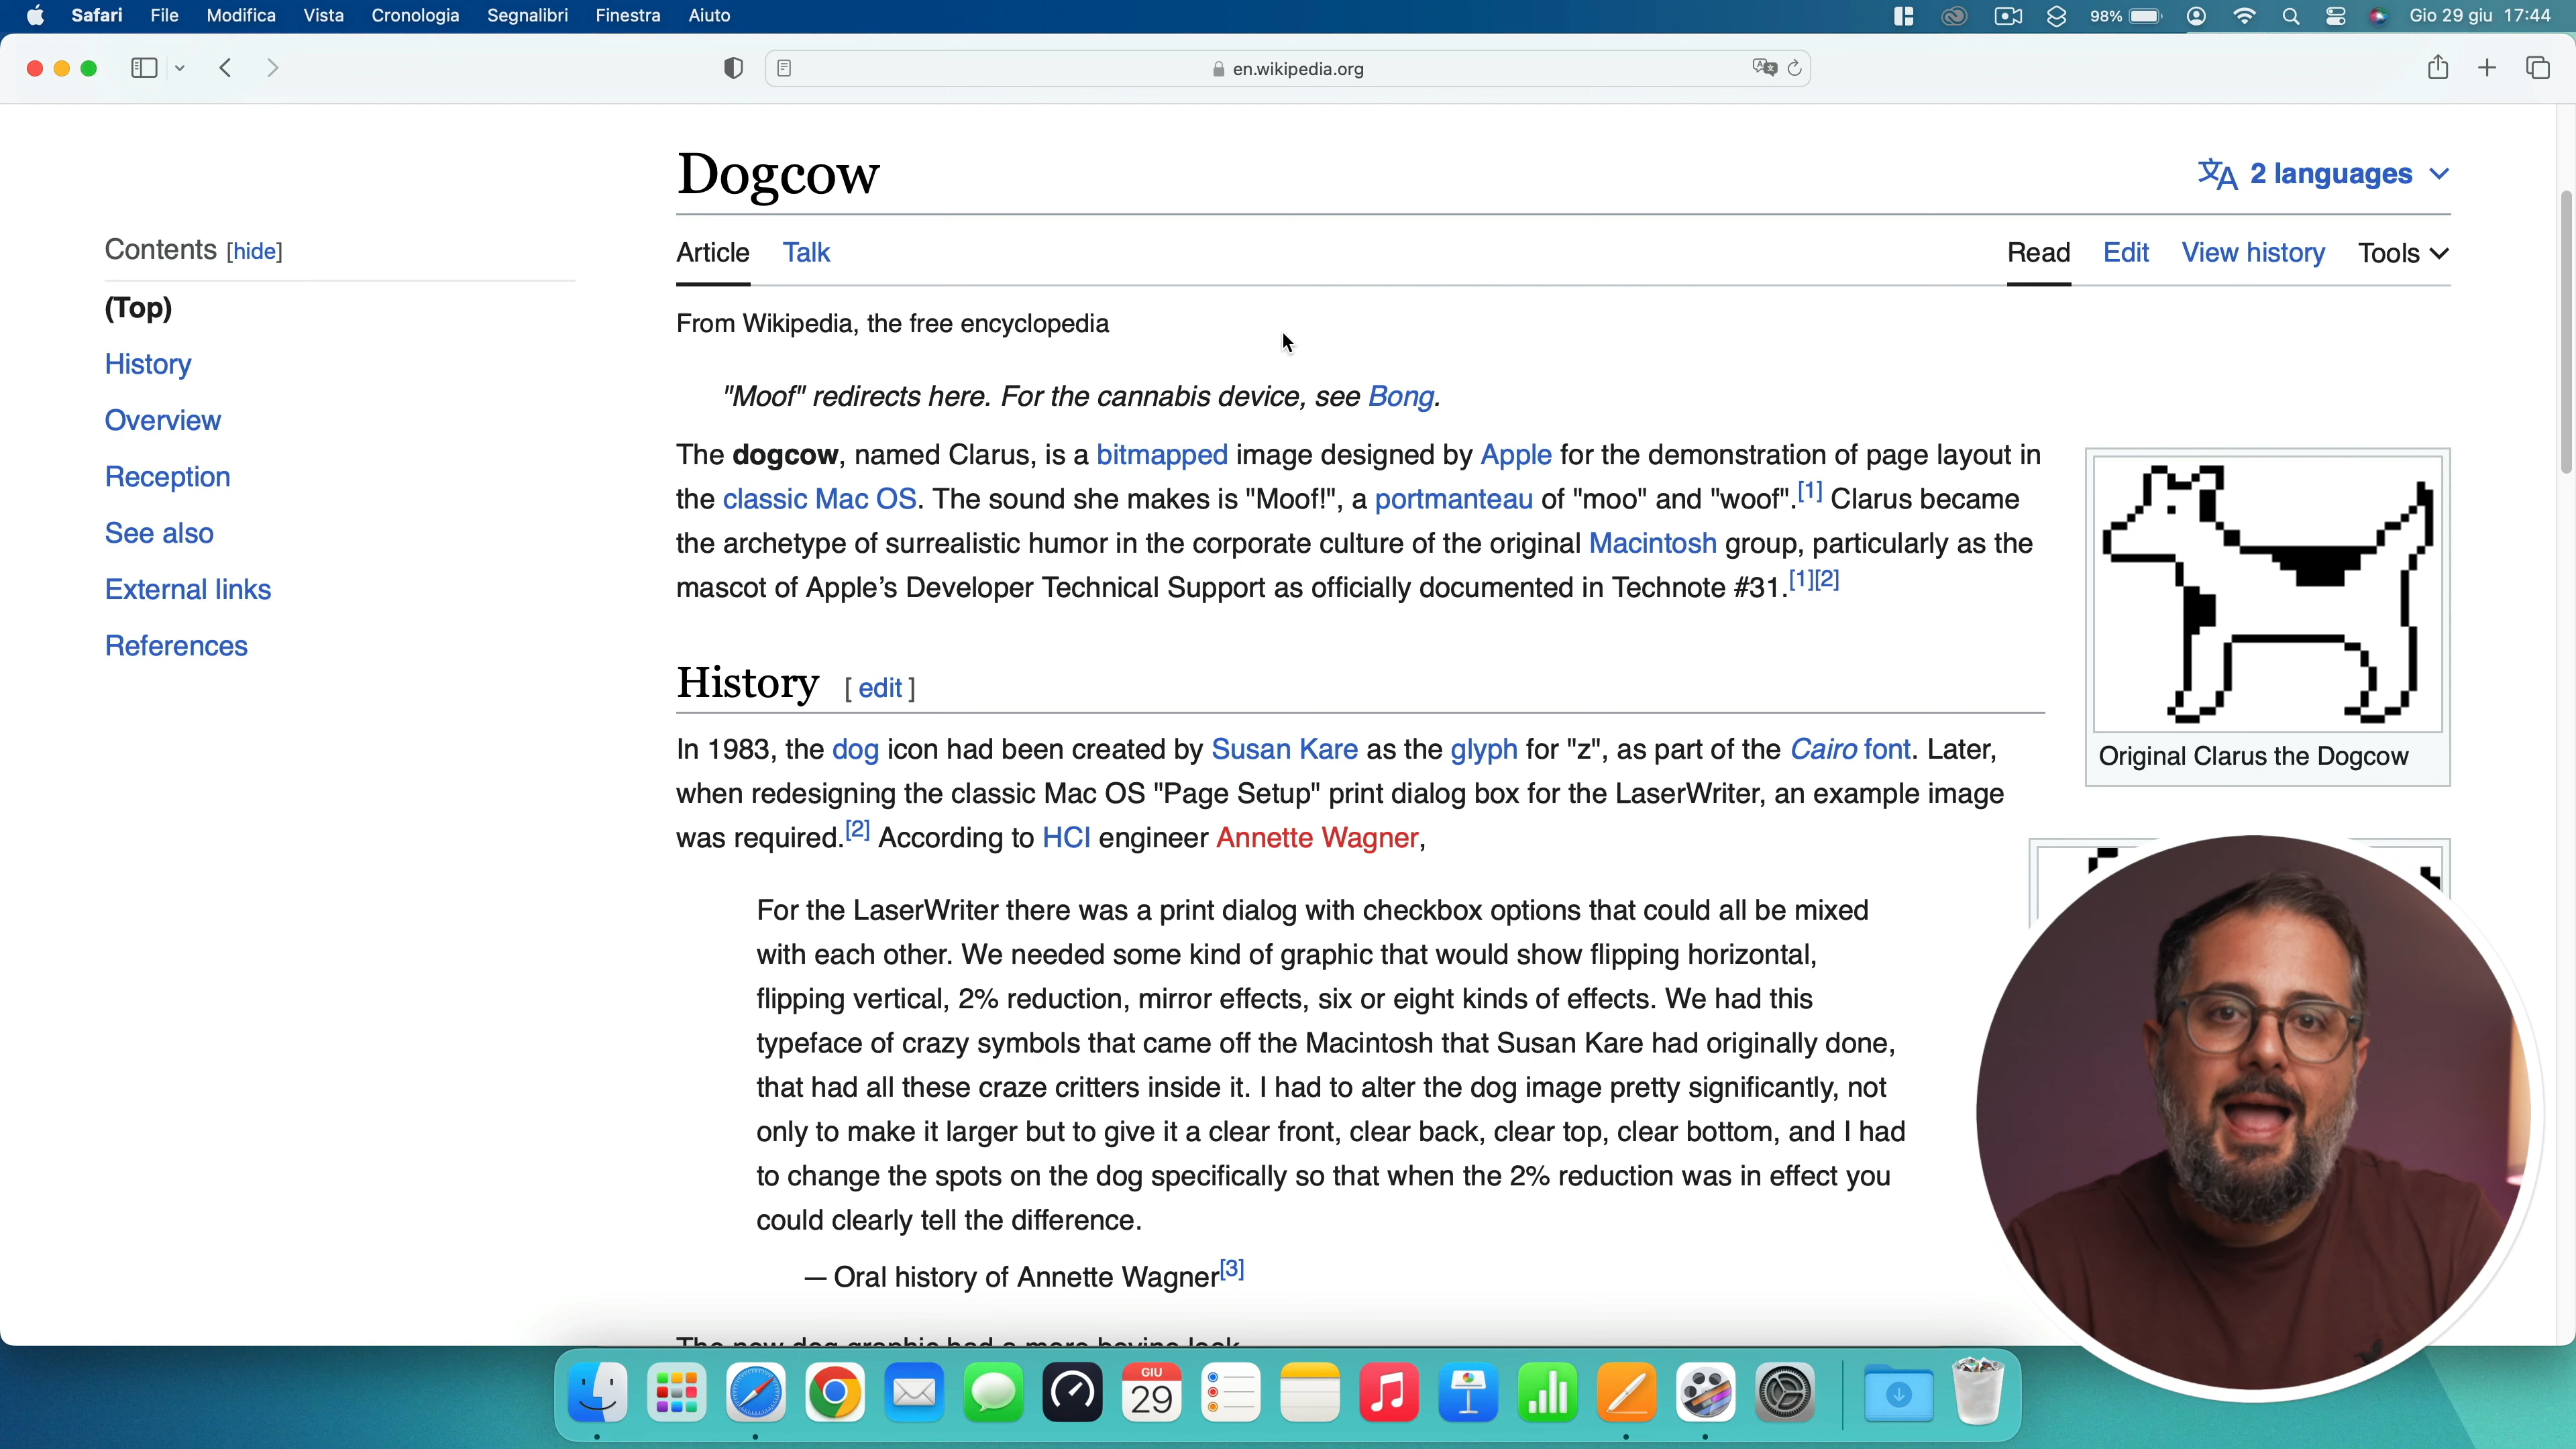 Safari File Modifica Vista Cronologia Segnalibri Finestra Aiuto 98% Gio 29 giu 17:44
en.wikipedia.org
Dogcow
2 languages
Contents [hide]
(Top)
History
Overview
Reception
See also
External links
References
Article Talk Read Edit View history Tools
From Wikipedia, the free encyclopedia
"Moof" redirects here. For the cannabis device, see Bong.
The dogcow, named Clarus, is a bitmapped image designed by Apple for the demonstration of page layout in
the classic Mac OS. The sound she makes is "Moof!", a portmanteau of "moo" and "woof".[1] Clarus became
the archetype of surrealistic humor in the corporate culture of the original Macintosh group, particularly as the
mascot of Apple’s Developer Technical Support as officially documented in Technote #31.[1][2]
Original Clarus the Dogcow
History [ edit ]
In 1983, the dog icon had been created by Susan Kare as the glyph for "z", as part of the Cairo font. Later,
when redesigning the classic Mac OS "Page Setup" print dialog box for the LaserWriter, an example image
was required.[2] According to HCI engineer Annette Wagner,
For the LaserWriter there was a print dialog with checkbox options that could all be mixed
with each other. We needed some kind of graphic that would show flipping horizontal,
flipping vertical, 2% reduction, mirror effects, six or eight kinds of effects. We had this
typeface of crazy symbols that came off the Macintosh that Susan Kare had originally done,
that had all these craze critters inside it. I had to alter the dog image pretty significantly, not
only to make it larger but to give it a clear front, clear back, clear top, clear bottom, and I had
to change the spots on the dog specifically so that when the 2% reduction was in effect you
could clearly tell the difference.
— Oral history of Annette Wagner[3]
The new dog graphic had a more bovine look
GIU
29